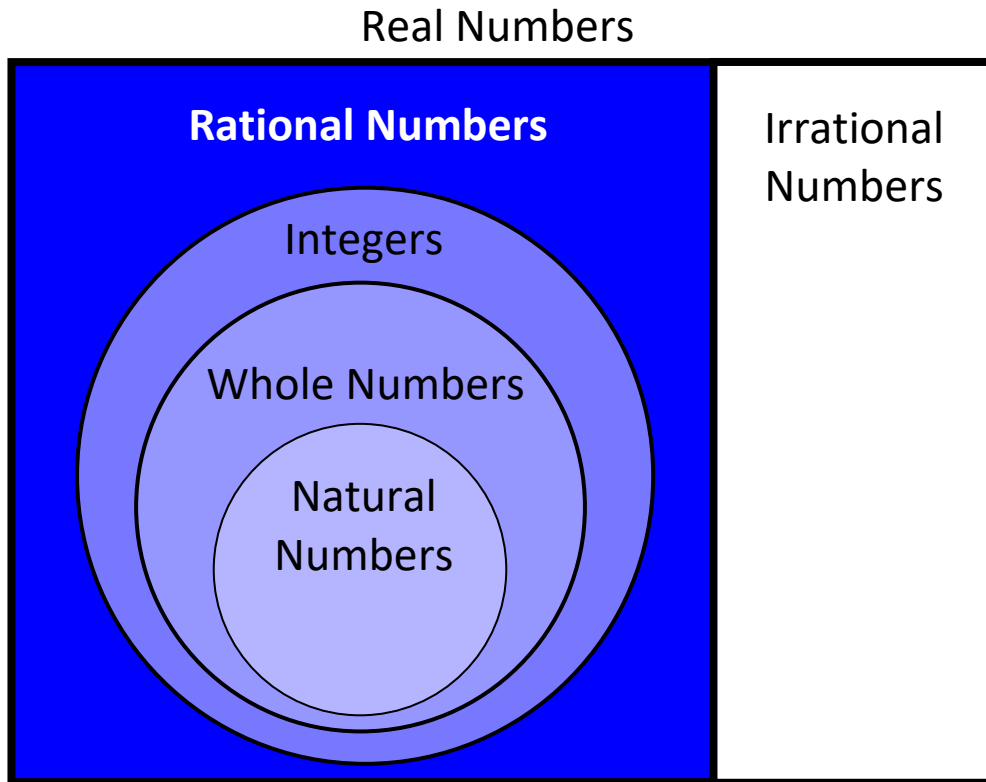 Real Numbers
Rational Numbers
Irrational
Numbers
Integers
Whole Numbers
Natural
Numbers